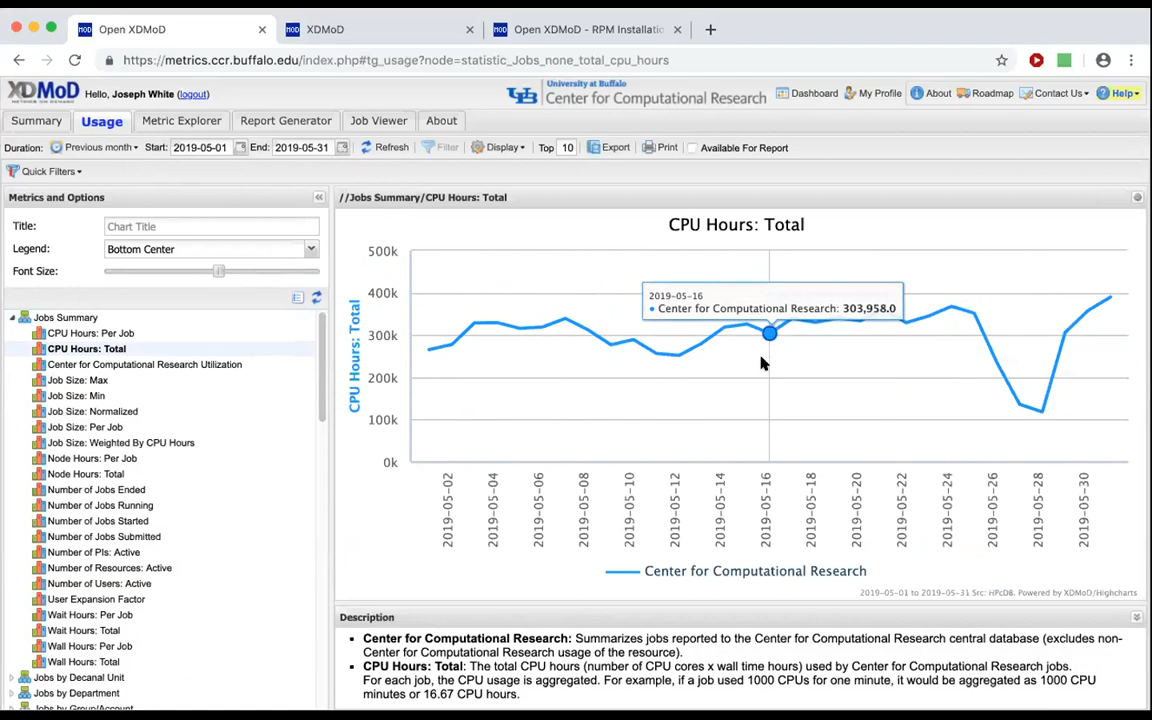 Open XDMoD
XDMoD
Open XDMoD - RPM Installatio
https://metrics.ccr.buffalo.edu/index.php#tg_usage?node=statistic_Jobs_none_total_cpu_hours
XDMoD
METRICS ON DEMAND
Hello, Joseph White (logout)
UB
University at Buffalo
Center for Computational Research
Dashboard
My Profile
About
Roadmap
Contact Us
Help
Summary
Usage
Metric Explorer
Report Generator
Job Viewer
About
Duration: Previous month Start: 2019-05-01 End: 2019-05-31 Refresh Filter Display Top 10 Export Print Available For Report
Quick Filters
Metrics and Options
Title: Chart Title
Legend: Bottom Center
Font Size:
Jobs Summary
CPU Hours: Per Job
CPU Hours: Total
Center for Computational Research Utilization
Job Size: Max
Job Size: Min
Job Size: Normalized
Job Size: Per Job
Job Size: Weighted By CPU Hours
Node Hours: Per Job
Node Hours: Total
Number of Jobs Ended
Number of Jobs Running
Number of Jobs Started
Number of Jobs Submitted
Number of PIs: Active
Number of Resources: Active
Number of Users: Active
User Expansion Factor
Wait Hours: Per Job
Wait Hours: Total
Wall Hours: Per Job
Wall Hours: Total
Jobs by Decanal Unit
Jobs by Department
Jobs by Group/Account
//Jobs Summary/CPU Hours: Total
CPU Hours: Total
CPU Hours: Total
500k
400k
300k
200k
100k
0k
2019-05-16
Center for Computational Research: 303,958.0
2019-05-02
2019-05-04
2019-05-06
2019-05-08
2019-05-10
2019-05-12
2019-05-14
2019-05-16
2019-05-18
2019-05-20
2019-05-22
2019-05-24
2019-05-26
2019-05-28
2019-05-30
Center for Computational Research
2019-05-01 to 2019-05-31 Src: HPcDB. Powered by XDMoD/Highcharts
Description
Center for Computational Research: Summarizes jobs reported to the Center for Computational Research central database (excludes non-
Center for Computational Research usage of the resource).
CPU Hours: Total: The total CPU hours (number of CPU cores x wall time hours) used by Center for Computational Research jobs.
For each job, the CPU usage is aggregated. For example, if a job used 1000 CPUs for one minute, it would be aggregated as 1000 CPU
minutes or 16.67 CPU hours.